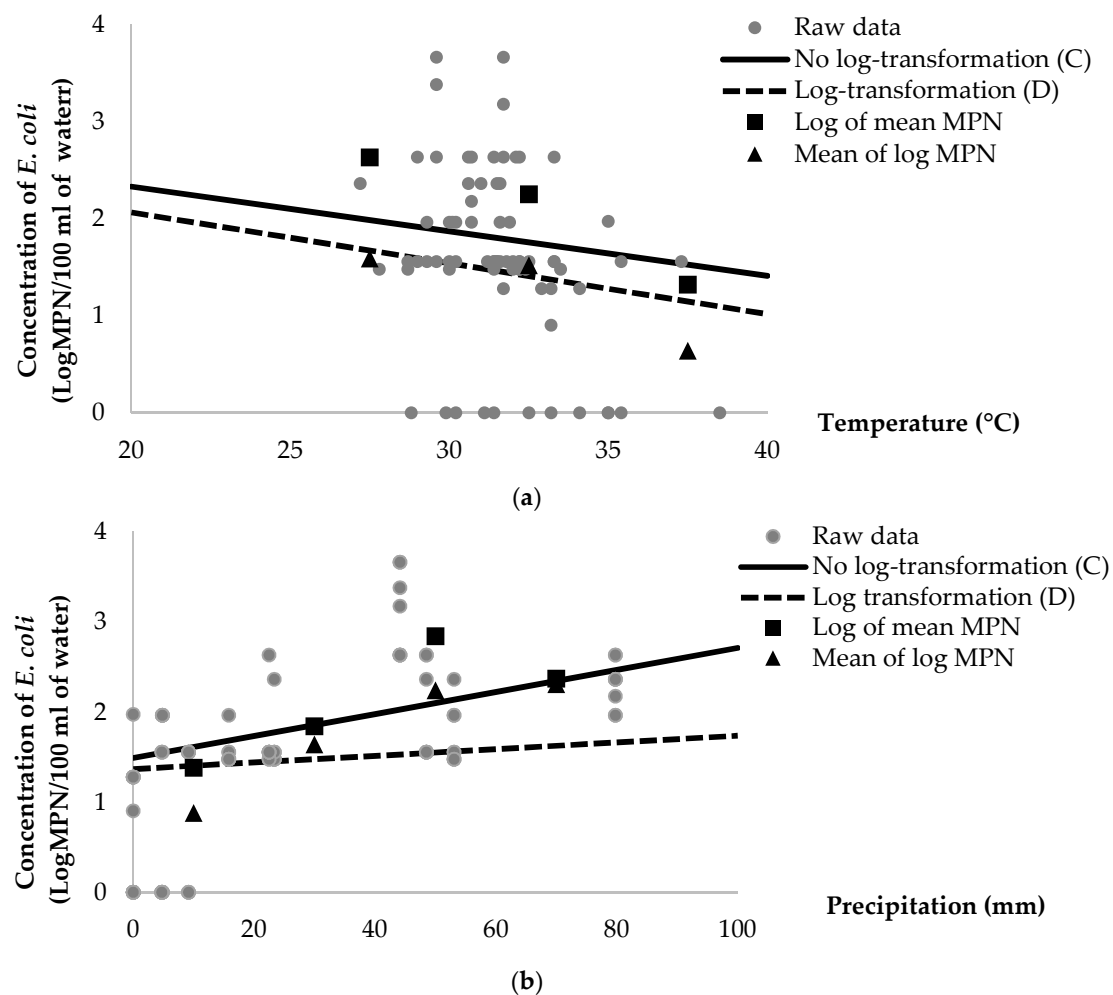 4
3
2
1
0
Concentration of E. coli
(LogMPN/100 ml of waterr)
20
25
30
35
40
Temperature (°C)
Raw data
No log-transformation (C)
Log-transformation (D)
Log of mean MPN
Mean of log MPN
(a)
4
3
2
1
0
Concentration of E. coli
(LogMPN/100 ml of water)
0
20
40
60
80
100
Precipitation (mm)
Raw data
No log-transformation (C)
Log transformation (D)
Log of mean MPN
Mean of log MPN
(b)